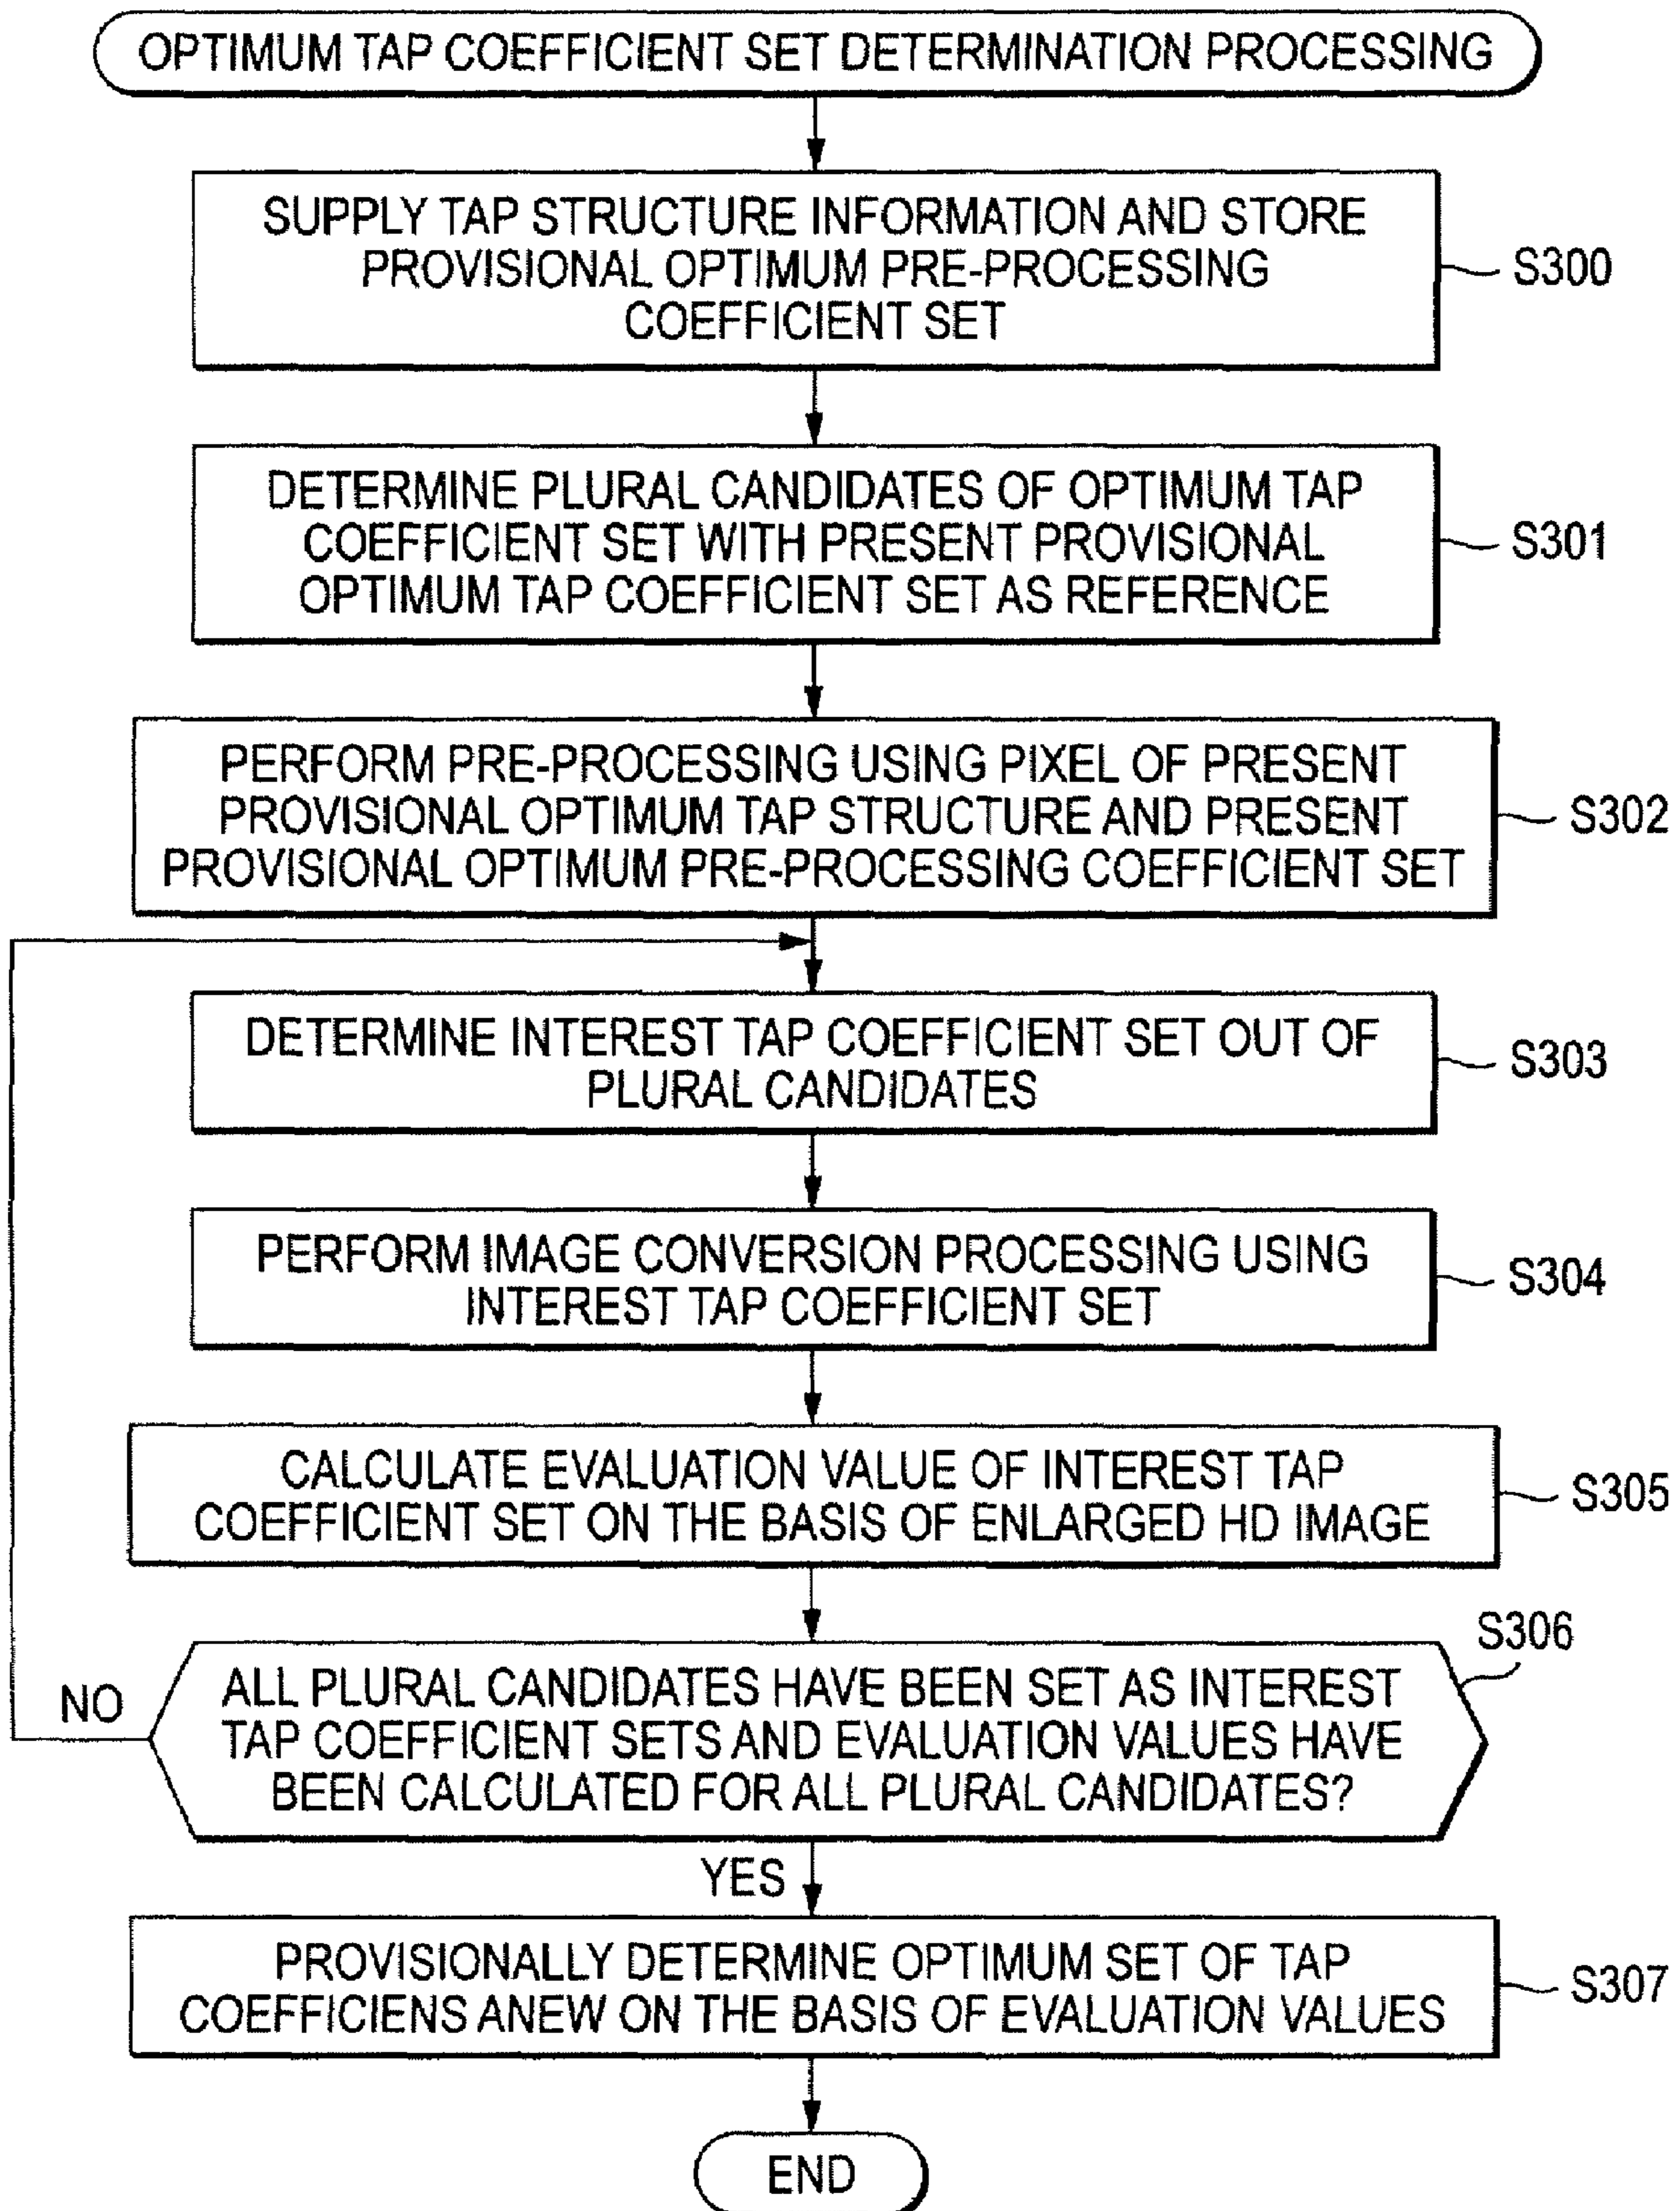 OPTIMUM TAP COEFFICIENT SET DETERMINATION PROCESSING
SUPPLY TAP STRUCTURE INFORMATION AND STORE
PROVISIONAL OPTIMUM PRE-PROCESSING
COEFFICIENT SET
S300
DETERMINE PLURAL CANDIDATES OF OPTIMUM TAP
COEFFICIENT SET WITH PRESENT PROVISIONAL
OPTIMUM TAP COEFFICIENT SET AS REFERENCE
S301
PERFORM PRE-PROCESSING USING PIXEL OF PRESENT
PROVISIONAL OPTIMUM TAP STRUCTURE AND PRESENT
PROVISIONAL OPTIMUM PRE-PROCESSING COEFFICIENT SET
S302
DETERMINE INTEREST TAP COEFFICIENT SET OUT OF
PLURAL CANDIDATES
S303
PERFORM IMAGE CONVERSION PROCESSING USING
INTEREST TAP COEFFICIENT SET
S304
CALCULATE EVALUATION VALUE OF INTEREST TAP
COEFFICIENT SET ON THE BASIS OF ENLARGED HD IMAGE
S305
S306
ALL PLURAL CANDIDATES HAVE BEEN SET AS INTEREST
TAP COEFFICIENT SETS AND EVALUATION VALUES HAVE
BEEN CALCULATED FOR ALL PLURAL CANDIDATES?
NO
YES
PROVISIONALLY DETERMINE OPTIMUM SET OF TAP
COEFFICIENS ANEW ON THE BASIS OF EVALUATION VALUES
S307
END